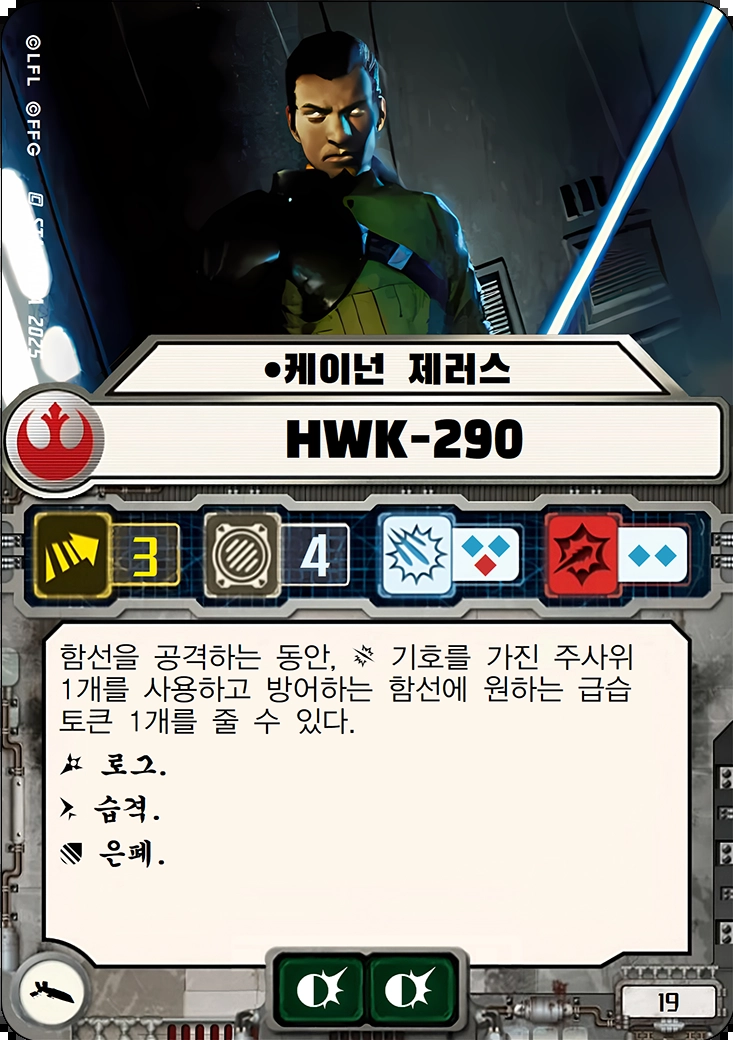 ©LFL ©FFG
2025
•케이넌 제러스
HWK-290
3
4
함선을 공격하는 동안, 기호를 가진 주사위
1개를 사용하고 방어하는 함선에 원하는 급습
토큰 1개를 줄 수 있다.
로그.
습격.
은폐.
19